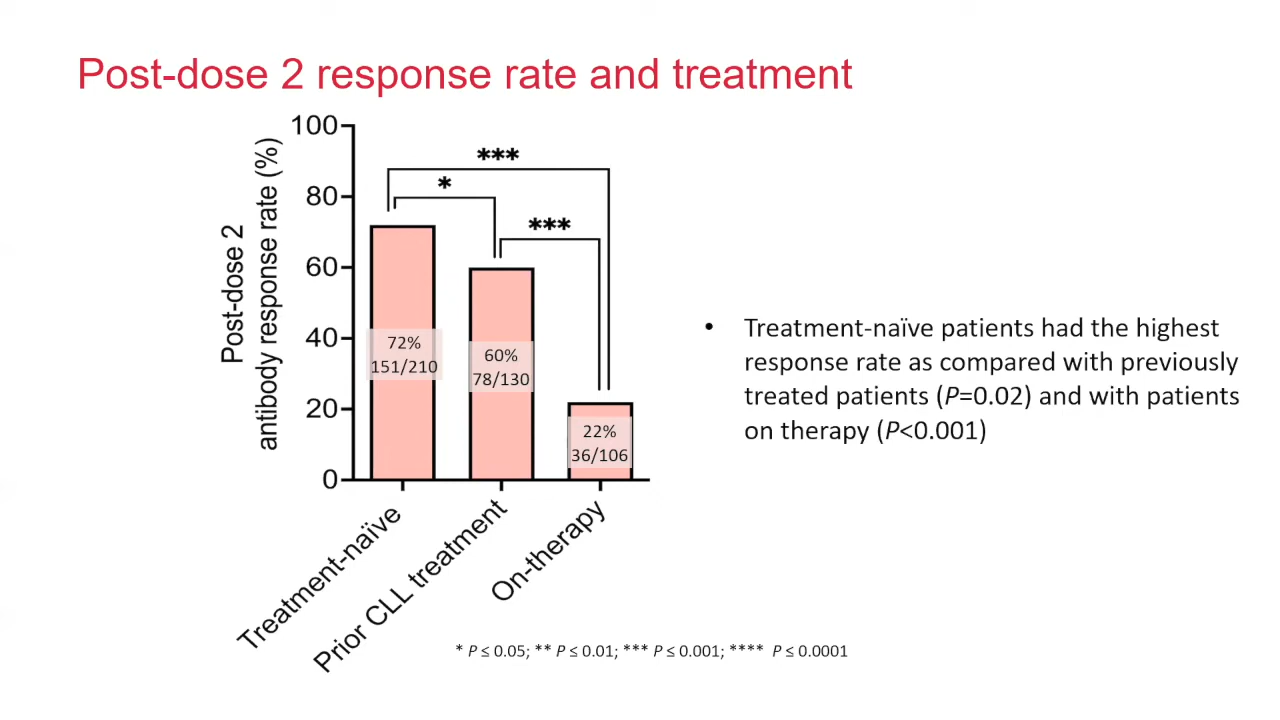 Post-dose 2 response rate and treatment
Post-dose 2
antibody response rate (%)
100
80
60
40
20
0
***
*
***
72%
151/210
60%
78/130
22%
36/106
Treatment-naïve
Prior CLL treatment
On-therapy
• Treatment-naïve patients had the highest
response rate as compared with previously
treated patients (P=0.02) and with patients
on therapy (P<0.001)
* P ≤ 0.05; ** P ≤ 0.01; *** P ≤ 0.001; **** P ≤ 0.0001